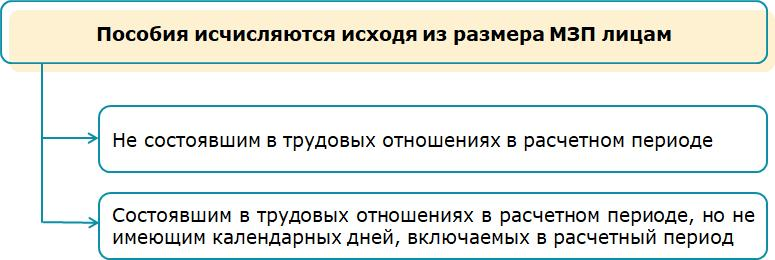 Пособия исчисляются исходя из размера МЗП лицам
Не состоявшим в трудовых отношениях в расчетном периоде
Состоявшим в трудовых отношениях в расчетном периоде, но не
имеющим календарных дней, включаемых в расчетный период